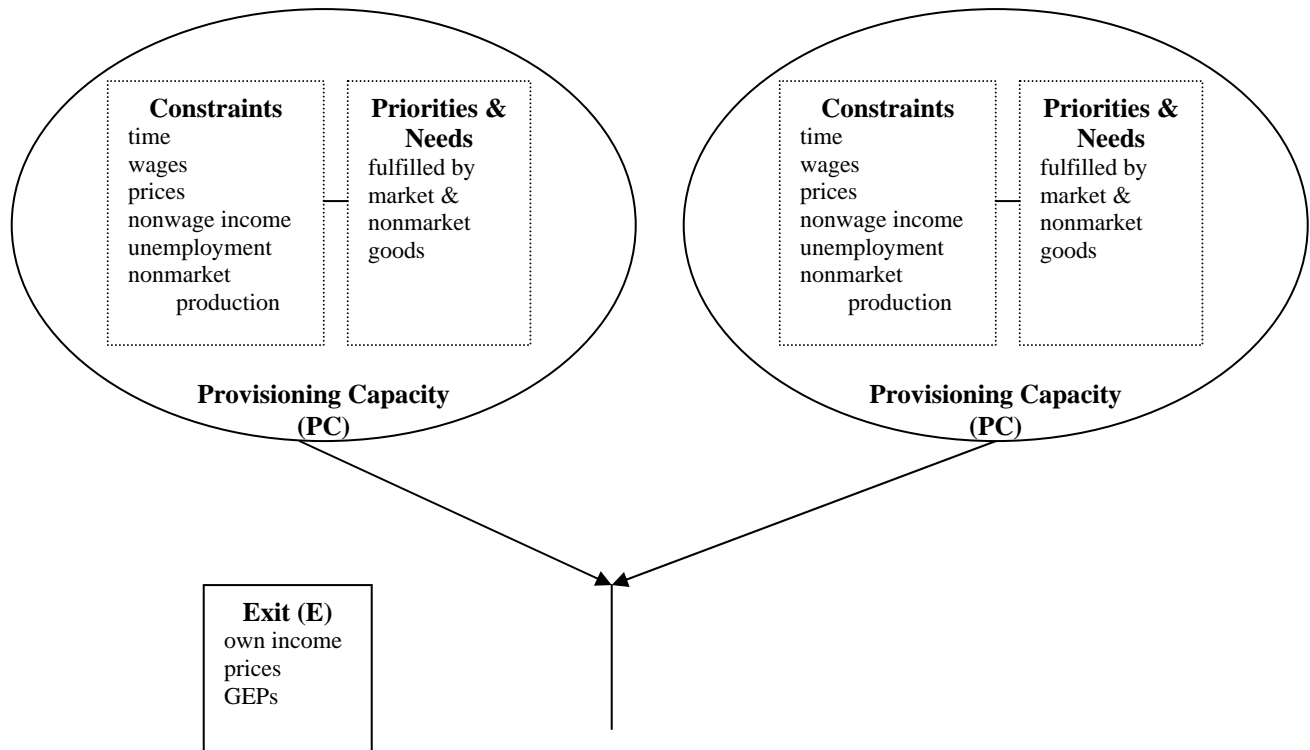 Constraints
time
wages
prices
nonwage income
unemployment
nonmarket
production
Priorities &
Needs
fulfilled by
market &
nonmarket
goods
Provisioning Capacity
(PC)
Constraints
time
wages
prices
nonwage income
unemployment
nonmarket
production
Priorities &
Needs
fulfilled by
market &
nonmarket
goods
Provisioning Capacity
(PC)
Exit (E)
own income
prices
GEPs